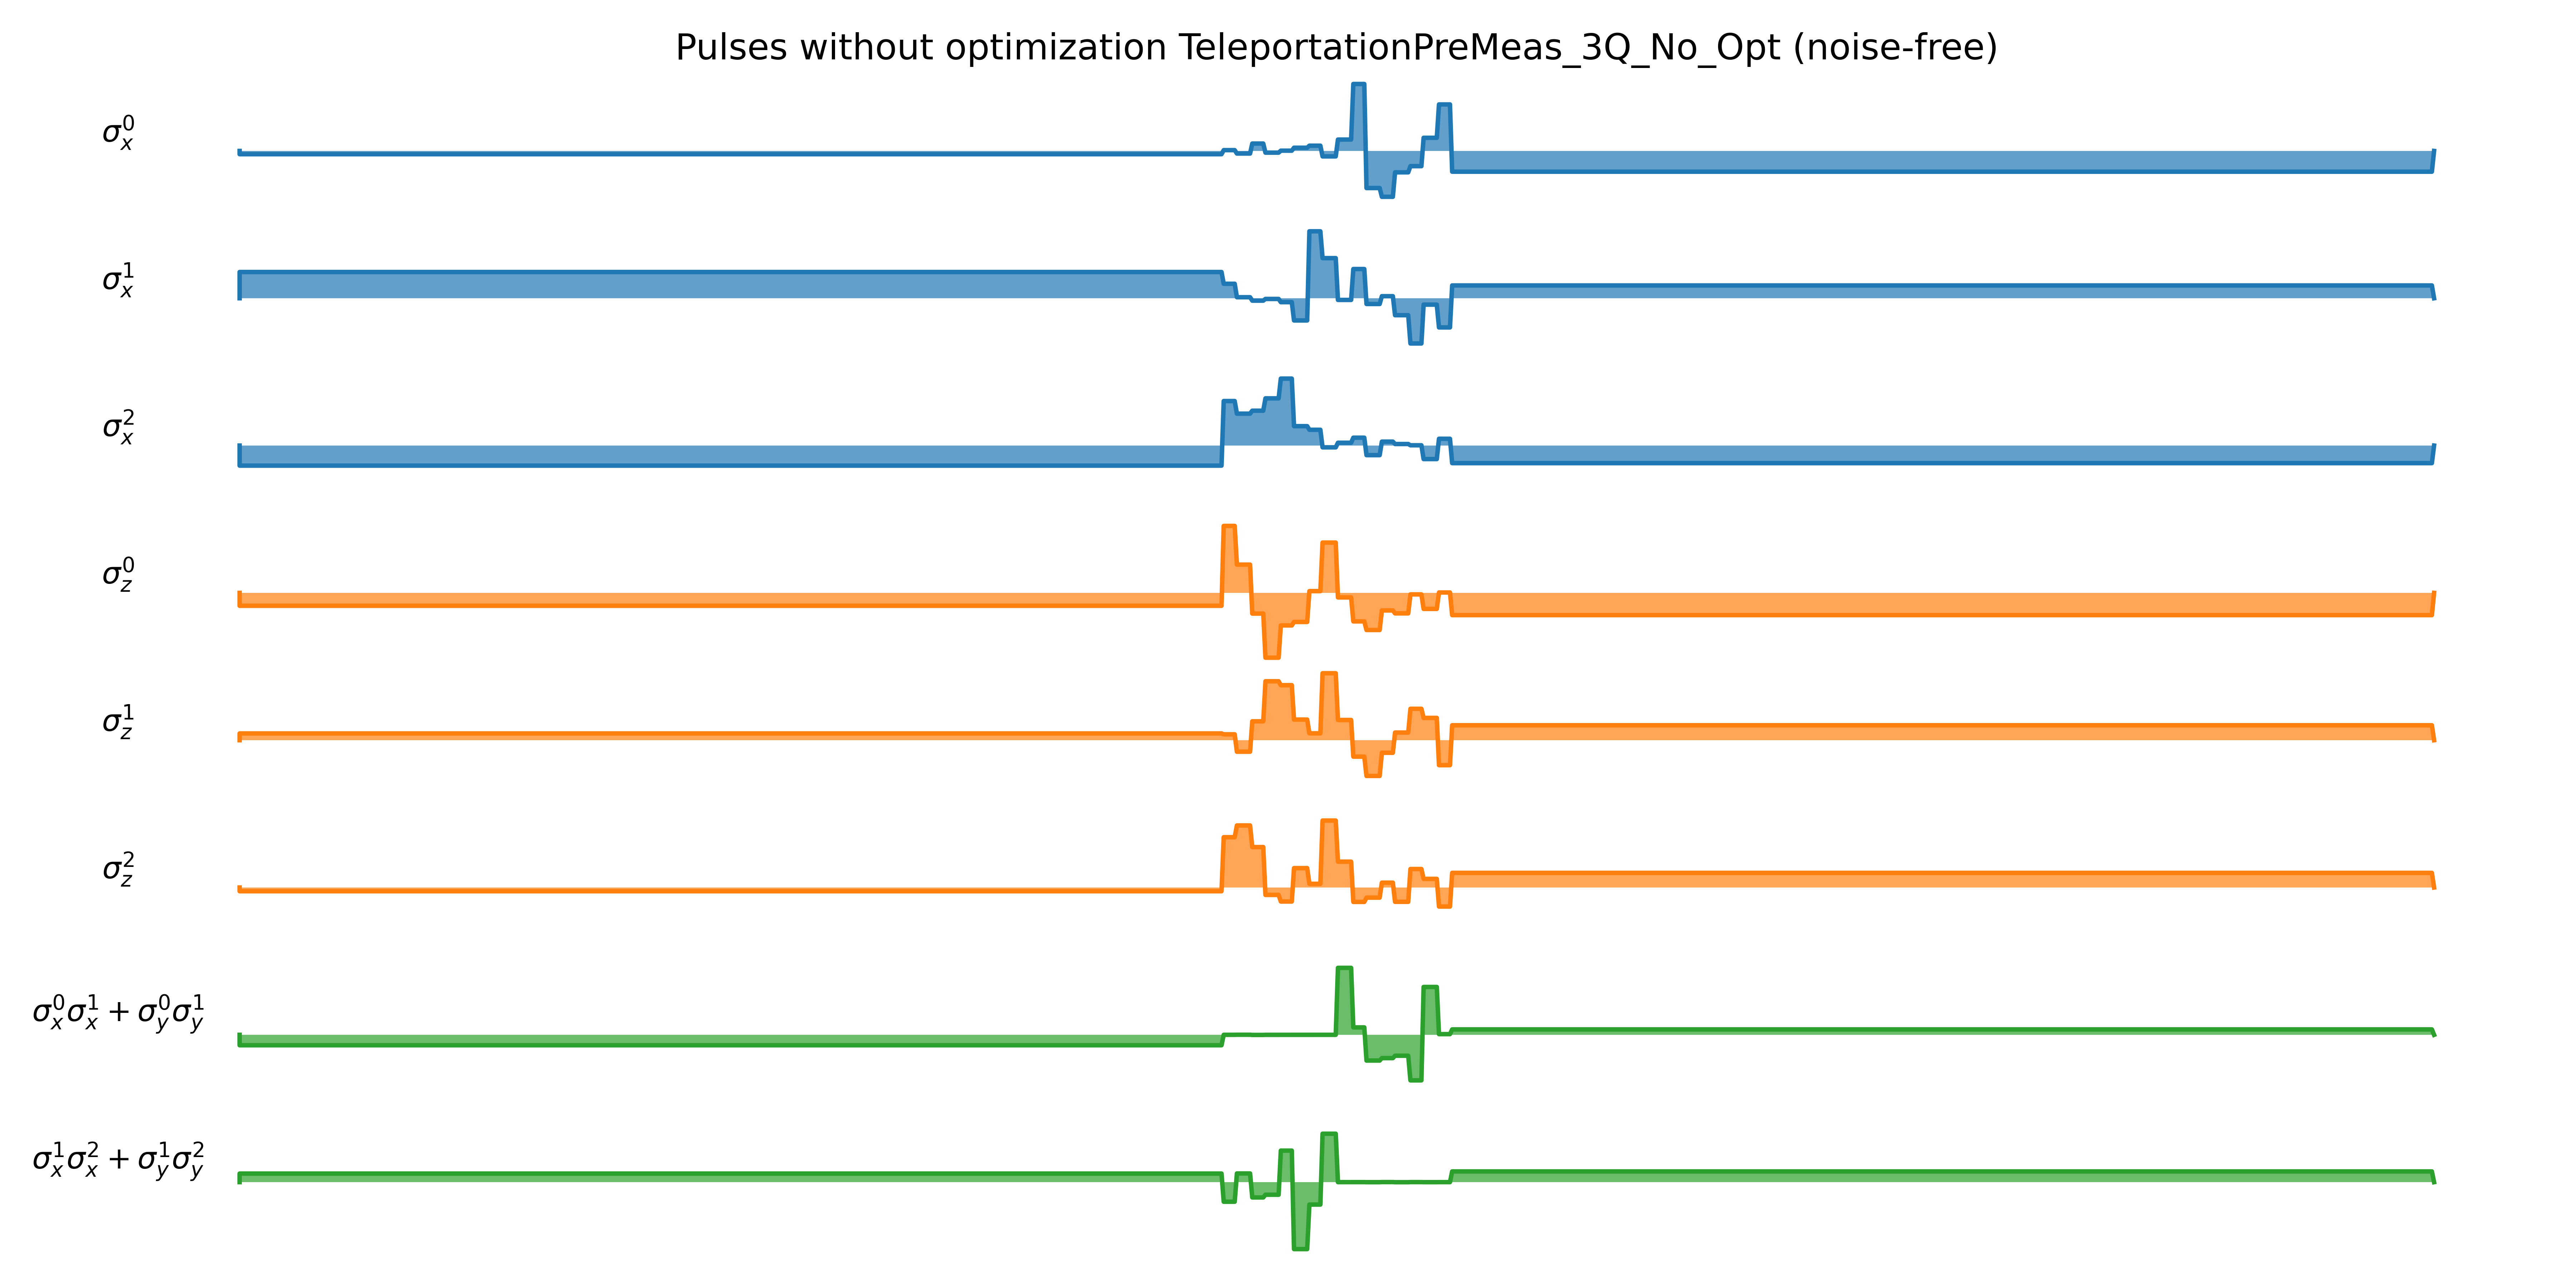 Pulses without optimization TeleportationPreMeas_3Q_No_Opt (noise-free)
σ_x^0
σ_x^1
σ_x^2
σ_z^0
σ_z^1
σ_z^2
σ_x^0σ_x^1 + σ_y^0σ_y^1
σ_x^1σ_x^2 + σ_y^1σ_y^2